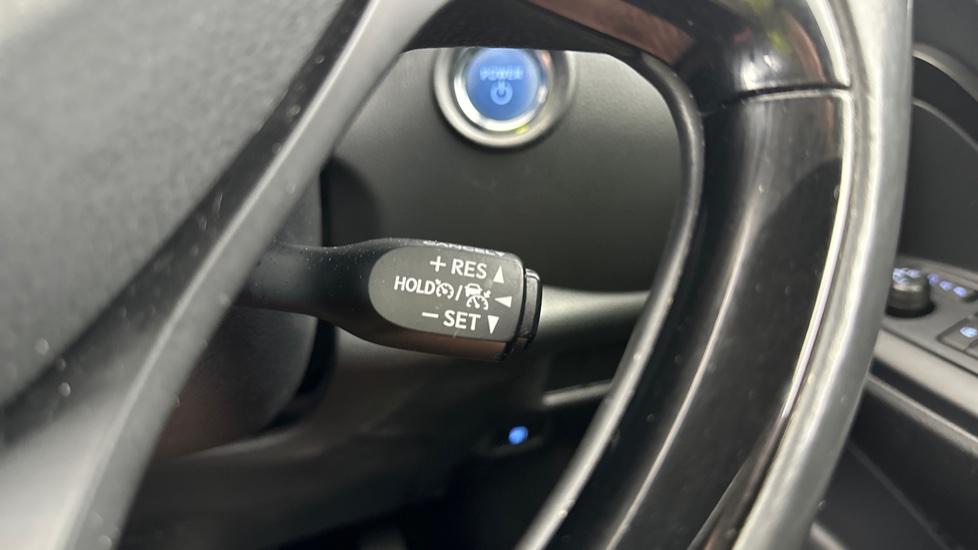 POWER
CANCEL
+ RES ▲
HOLD / ◀
− SET ▼